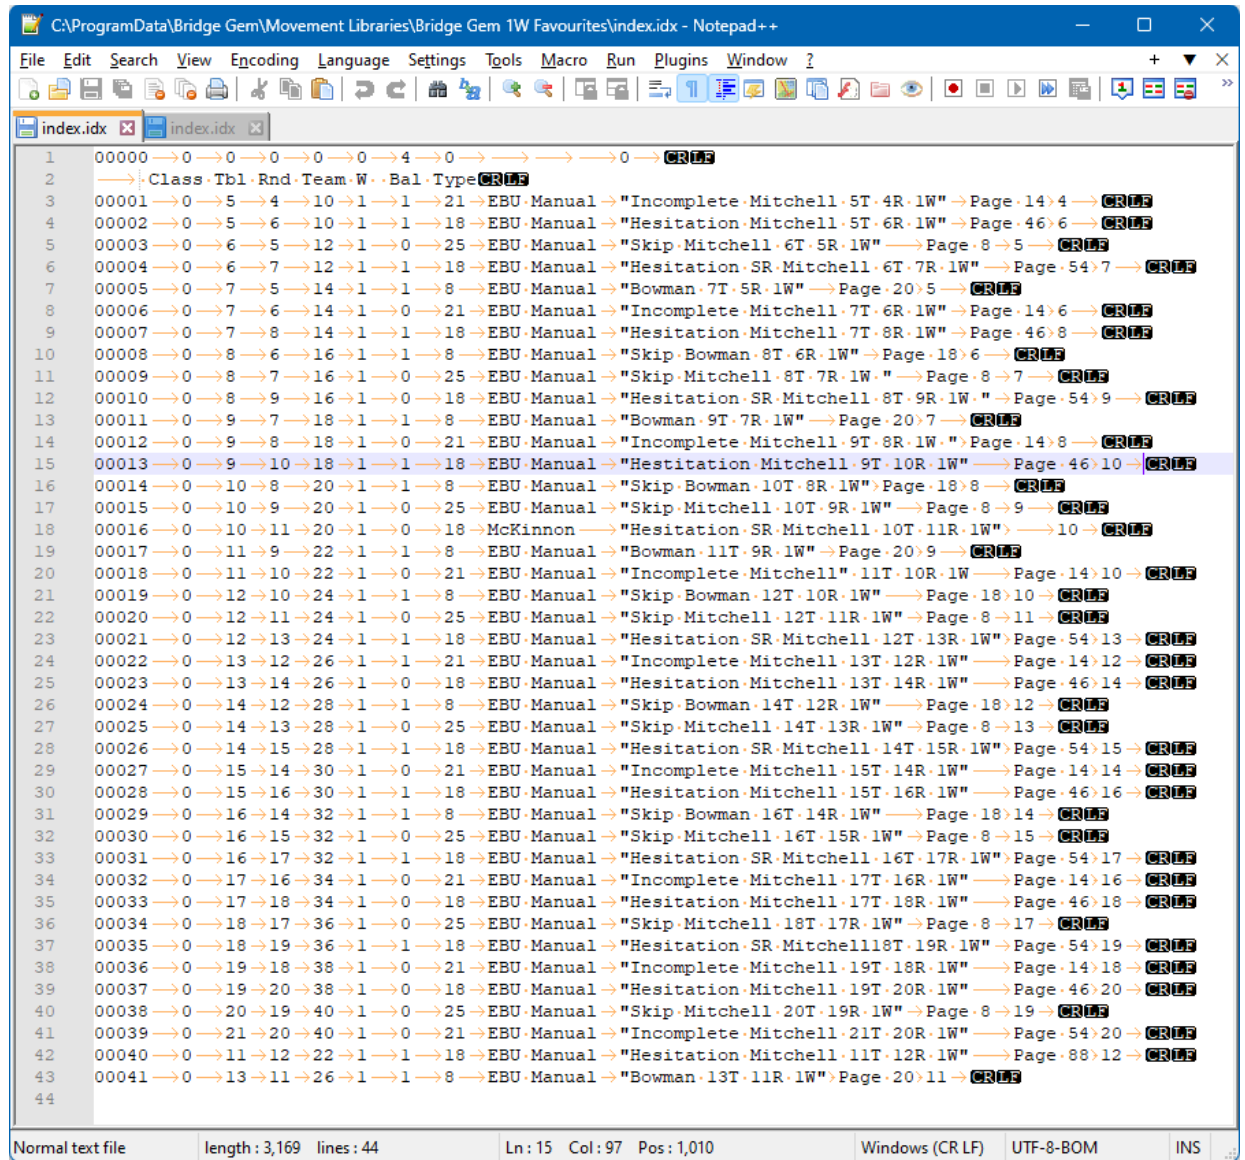 C:\ProgramData\Bridge Gem\Movement Libraries\Bridge Gem 1W Favourites\index.idx - Notepad++
File Edit Search View Encoding Language Settings Tools Macro Run Plugins Window ?
index.idx index.idx
1 00000 0 0 0 0 0 4 0 0 CRLF
2 Class Tbl Rnd Team W Bal Type CRLF
3 00001 0 5 4 10 1 1 21 EBU Manual "Incomplete Mitchell 5T 4R 1W" Page 14 4 CRLF
4 00002 0 5 6 10 1 1 18 EBU Manual "Hesitation Mitchell 5T 6R 1W" Page 46 6 CRLF
5 00003 0 6 5 12 1 0 25 EBU Manual "Skip Mitchell 6T 5R 1W" Page 8 5 CRLF
6 00004 0 6 7 12 1 1 18 EBU Manual "Hesitation SR Mitchell 6T 7R 1W" Page 54 7 CRLF
7 00005 0 7 5 14 1 1 8 EBU Manual "Bowman 7T 5R 1W" Page 20 5 CRLF
8 00006 0 7 6 14 1 0 21 EBU Manual "Incomplete Mitchell 7T 6R 1W" Page 14 6 CRLF
9 00007 0 7 8 14 1 1 18 EBU Manual "Hesitation Mitchell 7T 8R 1W" Page 46 8 CRLF
10 00008 0 8 6 16 1 1 8 EBU Manual "Skip Bowman 8T 6R 1W" Page 18 6 CRLF
11 00009 0 8 7 16 1 0 25 EBU Manual "Skip Mitchell 8T 7R 1W " Page 8 7 CRLF
12 00010 0 8 9 16 1 0 18 EBU Manual "Hesitation SR Mitchell 8T 9R 1W " Page 54 9 CRLF
13 00011 0 9 7 18 1 1 8 EBU Manual "Bowman 9T 7R 1W" Page 20 7 CRLF
14 00012 0 9 8 18 1 0 21 EBU Manual "Incomplete Mitchell 9T 8R 1W " Page 14 8 CRLF
15 00013 0 9 10 18 1 1 18 EBU Manual "Hestitation Mitchell 9T 10R 1W" Page 46 10 CRLF
16 00014 0 10 8 20 1 1 8 EBU Manual "Skip Bowman 10T 8R 1W" Page 18 8 CRLF
17 00015 0 10 9 20 1 0 25 EBU Manual "Skip Mitchell 10T 9R 1W" Page 8 9 CRLF
18 00016 0 10 11 20 1 0 18 McKinnon "Hesitation SR Mitchell 10T 11R 1W" 10 CRLF
19 00017 0 11 9 22 1 1 8 EBU Manual "Bowman 11T 9R 1W" Page 20 9 CRLF
20 00018 0 11 10 22 1 0 21 EBU Manual "Incomplete Mitchell" 11T 10R 1W Page 14 10 CRLF
21 00019 0 12 10 24 1 1 8 EBU Manual "Skip Bowman 12T 10R 1W" Page 18 10 CRLF
22 00020 0 12 11 24 1 0 25 EBU Manual "Skip Mitchell 12T 11R 1W" Page 8 11 CRLF
23 00021 0 12 13 24 1 1 18 EBU Manual "Hesitation SR Mitchell 12T 13R 1W" Page 54 13 CRLF
24 00022 0 13 12 26 1 1 21 EBU Manual "Incomplete Mitchell 13T 12R 1W" Page 14 12 CRLF
25 00023 0 13 14 26 1 0 18 EBU Manual "Hesitation Mitchell 13T 14R 1W" Page 46 14 CRLF
26 00024 0 14 12 28 1 1 8 EBU Manual "Skip Bowman 14T 12R 1W" Page 18 12 CRLF
27 00025 0 14 13 28 1 0 25 EBU Manual "Skip Mitchell 14T 13R 1W" Page 8 13 CRLF
28 00026 0 14 15 28 1 1 18 EBU Manual "Hesitation SR Mitchell 14T 15R 1W" Page 54 15 CRLF
29 00027 0 15 14 30 1 0 21 EBU Manual "Incomplete Mitchell 15T 14R 1W" Page 14 14 CRLF
30 00028 0 15 16 30 1 1 18 EBU Manual "Hesitation Mitchell 15T 16R 1W" Page 46 16 CRLF
31 00029 0 16 14 32 1 1 8 EBU Manual "Skip Bowman 16T 14R 1W" Page 18 14 CRLF
32 00030 0 16 15 32 1 0 25 EBU Manual "Skip Mitchell 16T 15R 1W" Page 8 15 CRLF
33 00031 0 16 17 32 1 1 18 EBU Manual "Hesitation SR Mitchell 16T 17R 1W" Page 54 17 CRLF
34 00032 0 17 16 34 1 0 21 EBU Manual "Incomplete Mitchell 17T 16R 1W" Page 14 16 CRLF
35 00033 0 17 18 34 1 0 18 EBU Manual "Hesitation Mitchell 17T 18R 1W" Page 46 18 CRLF
36 00034 0 18 17 36 1 0 25 EBU Manual "Skip Mitchell 18T 17R 1W" Page 8 17 CRLF
37 00035 0 18 19 36 1 1 18 EBU Manual "Hesitation SR Mitchell18T 19R 1W" Page 54 19 CRLF
38 00036 0 19 18 38 1 0 21 EBU Manual "Incomplete Mitchell 19T 18R 1W" Page 14 18 CRLF
39 00037 0 19 20 38 1 0 18 EBU Manual "Hesitation Mitchell 19T 20R 1W" Page 46 20 CRLF
40 00038 0 20 19 40 1 0 25 EBU Manual "Skip Mitchell 20T 19R 1W" Page 8 19 CRLF
41 00039 0 21 20 40 1 0 21 EBU Manual "Incomplete Mitchell 21T 20R 1W" Page 54 20 CRLF
42 00040 0 11 12 22 1 1 18 EBU Manual "Hesitation Mitchell 11T 12R 1W" Page 88 12 CRLF
43 00041 0 13 11 26 1 1 8 EBU Manual "Bowman 13T 11R 1W" Page 20 11 CRLF
44
Normal text file length : 3,169 lines : 44 Ln : 15 Col : 97 Pos : 1,010 Windows (CR LF) UTF-8-BOM INS